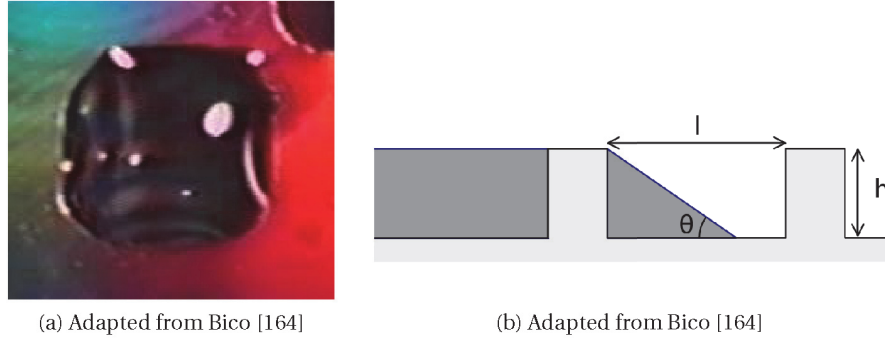 l
h
θ
(a) Adapted from Bico [164]
(b) Adapted from Bico [164]